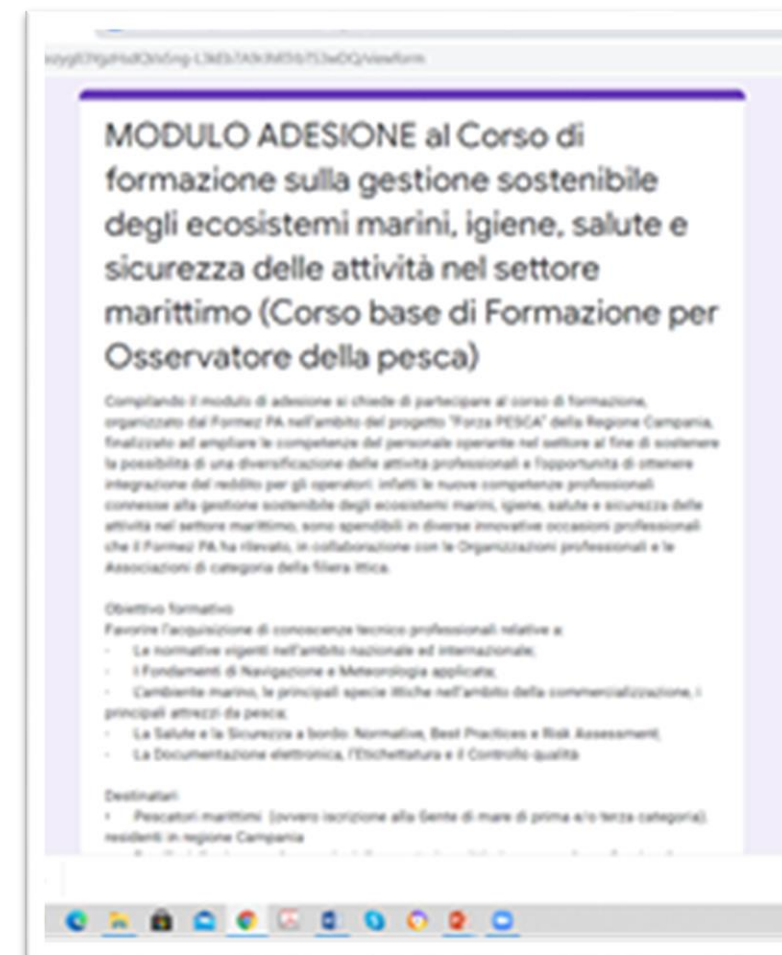 MODULO ADESIONE al Corso di
formazione sulla gestione sostenibile
degli ecosistemi marini, igiene, salute e
sicurezza delle attività nel settore
marittimo (Corso base di Formazione per
Osservatore della pesca)
Compilando il modulo di adesione si chiede di partecipare al corso di formazione,
organizzato dal Formez PA nell'ambito del progetto "Forza PESCA" della Regione Campania,
finalizzato ad ampliare le competenze del personale operante nel settore al fine di sostenere
la possibilità di una diversificazione delle attività professionali e l'opportunità di ottenere
integrazione del reddito per gli operatori: infatti le nuove competenze professionali
connesse alla gestione sostenibile degli ecosistemi marini, igiene, salute e sicurezza delle
attività nel settore marittimo, sono spendibili in diverse innovative occasioni professionali
che il Formez PA ha rilevato, in collaborazione con le Organizzazioni professionali e le
Associazioni di categoria della filiera ittica.
Obiettivo formativo
Favorire l'acquisizione di conoscenze tecnico professionali relative a:
- Le normative vigenti nell'ambito nazionale ed internazionale;
- I Fondamenti di Navigazione e Meteorologia applicata;
- L'ambiente marino, le principali specie ittiche nell'ambito della commercializzazione, i
principali attrezzi da pesca;
- La Salute e la Sicurezza a bordo: Normative, Best Practices e Risk Assessment;
- La Documentazione elettronica, l'Etichettatura e il Controllo qualità
Destinatari
• Pescatori marittimi (ovvero iscrizione alla Gente di mare di prima e/o terza categoria)
residenti in regione Campania